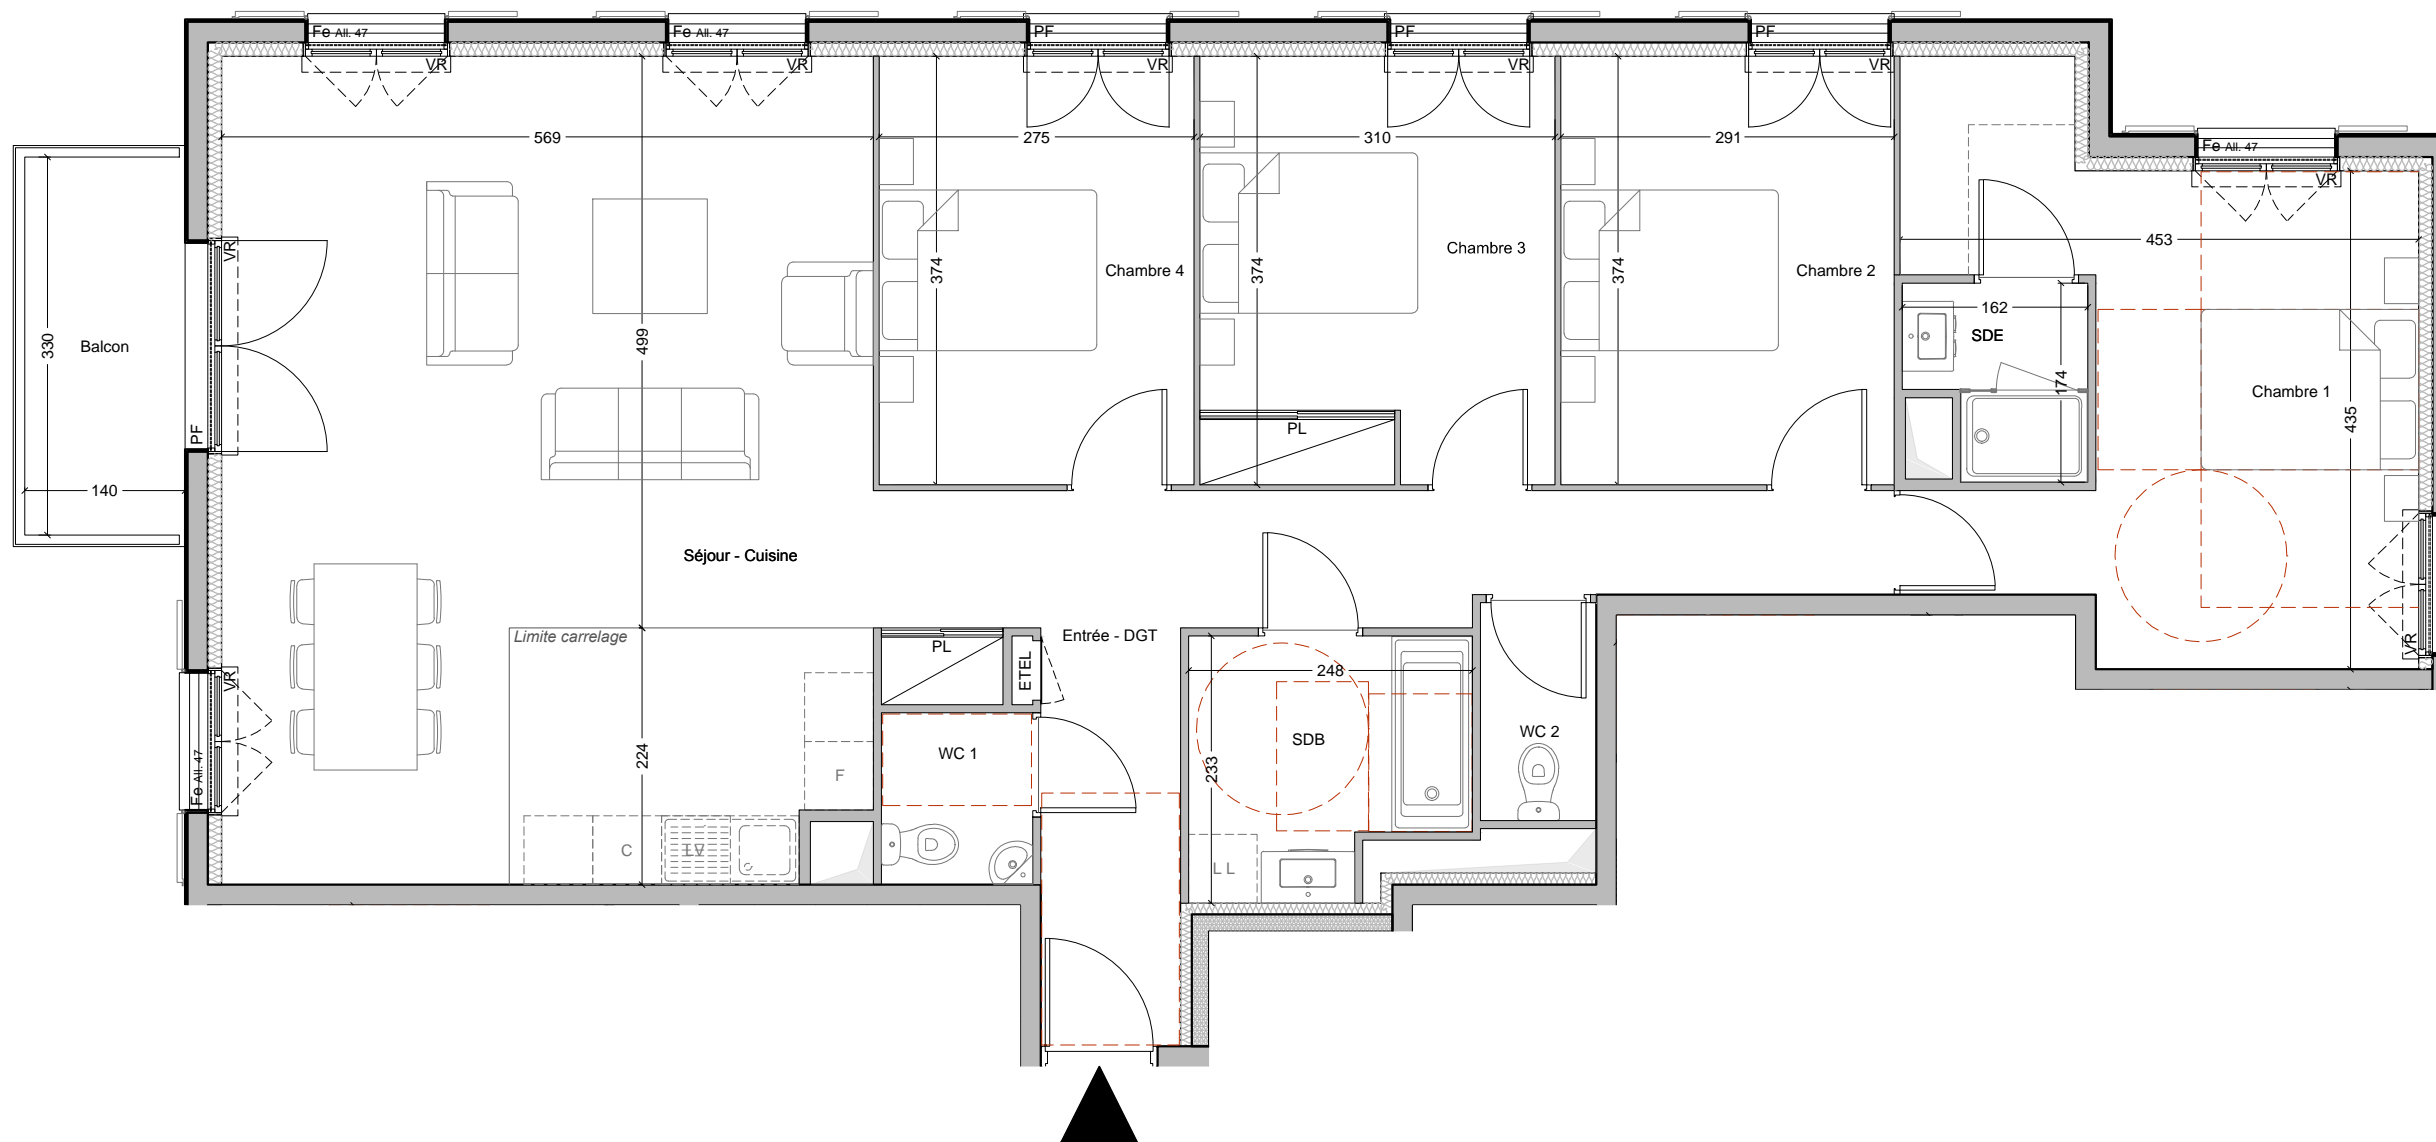 Fe All. 47
Fe All. 47
PF
PF
PF
VR
VR
VR
VR
VR
569
275
310
291
Fe All. 47
VR
VR
453
374
374
374
Chambre 4
Chambre 3
Chambre 2
162
SDE
174
330
Balcon
499
Chambre 1
435
PF
PL
140
Séjour - Cuisine
Limite carrelage
PL
ETEL
Entrée - DGT
VR
VR
248
WC 1
SDB
WC 2
224
233
F
Fe All. 47
C
LV
LL